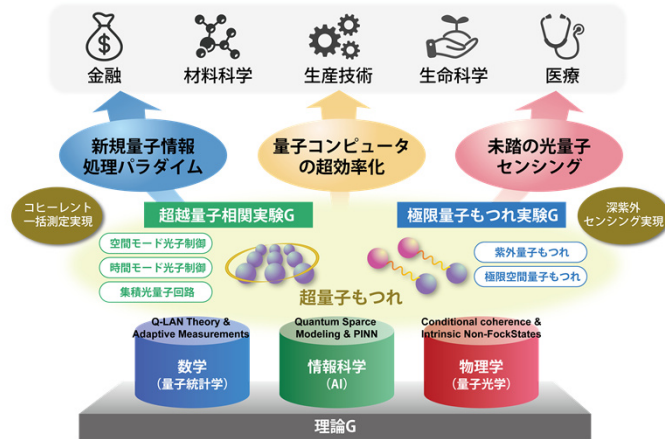 金融
材料科学
生産技術
生命科学
医療
新規量子情報
処理パラダイム
量子コンピュータ
の超効率化
未踏の光量子
センシング
コヒーレント
一括測定実現
超越量子相関実験G
極限量子もつれ実験G
深紫外
センシング実現
空間モード光子制御
時間モード光子制御
集積光量子回路
紫外量子もつれ
極限空間量子もつれ
超量子もつれ
Q-LAN Theory &
Adaptive Measurements
Quantum Sparce
Modeling & PINN
Conditional coherence &
Intrinsic Non-FockStates
数学
（量子統計学）
情報科学
（AI）
物理学
（量子光学）
理論G